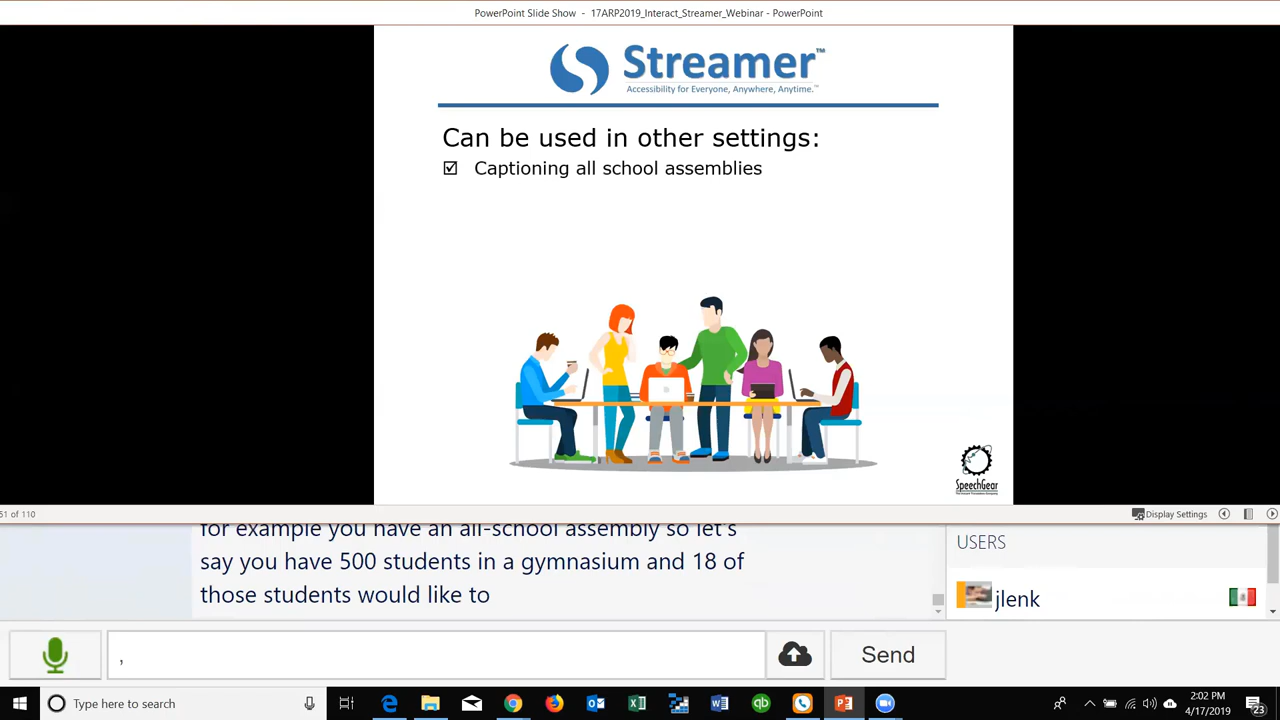 PowerPoint Slide Show - 17ARP2019_Interact_Streamer_Webinar - PowerPoint
Streamer™
Accessibility for Everyone, Anywhere, Anytime.™
Can be used in other settings:
☑ Captioning all school assemblies
SpeechGear
51 of 110
Display Settings
for example you have an all-school assembly so let's
say you have 500 students in a gymnasium and 18 of
those students would like to
USERS
jlenk
,
Send
Type here to search
2:02 PM
4/17/2019
23